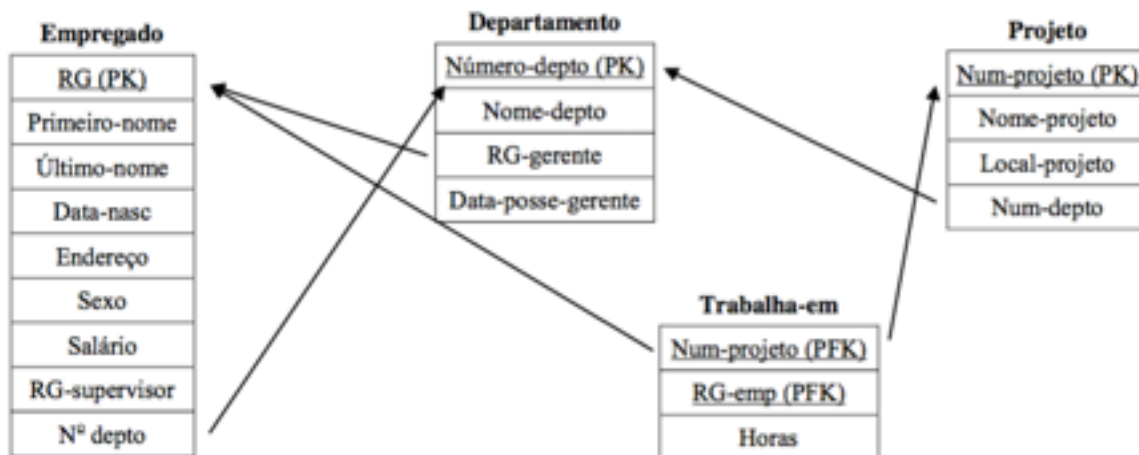 Empregado
RG (PK)
Primeiro-nome
Último-nome
Data-nasc
Endereço
Sexo
Salário
RG-supervisor
Nº depto
Departamento
Número-depto (PK)
Nome-depto
RG-gerente
Data-posse-gerente
Projeto
Num-projeto (PK)
Nome-projeto
Local-projeto
Num-depto
Trabalha-em
Num-projeto (PFK)
RG-emp (PFK)
Horas